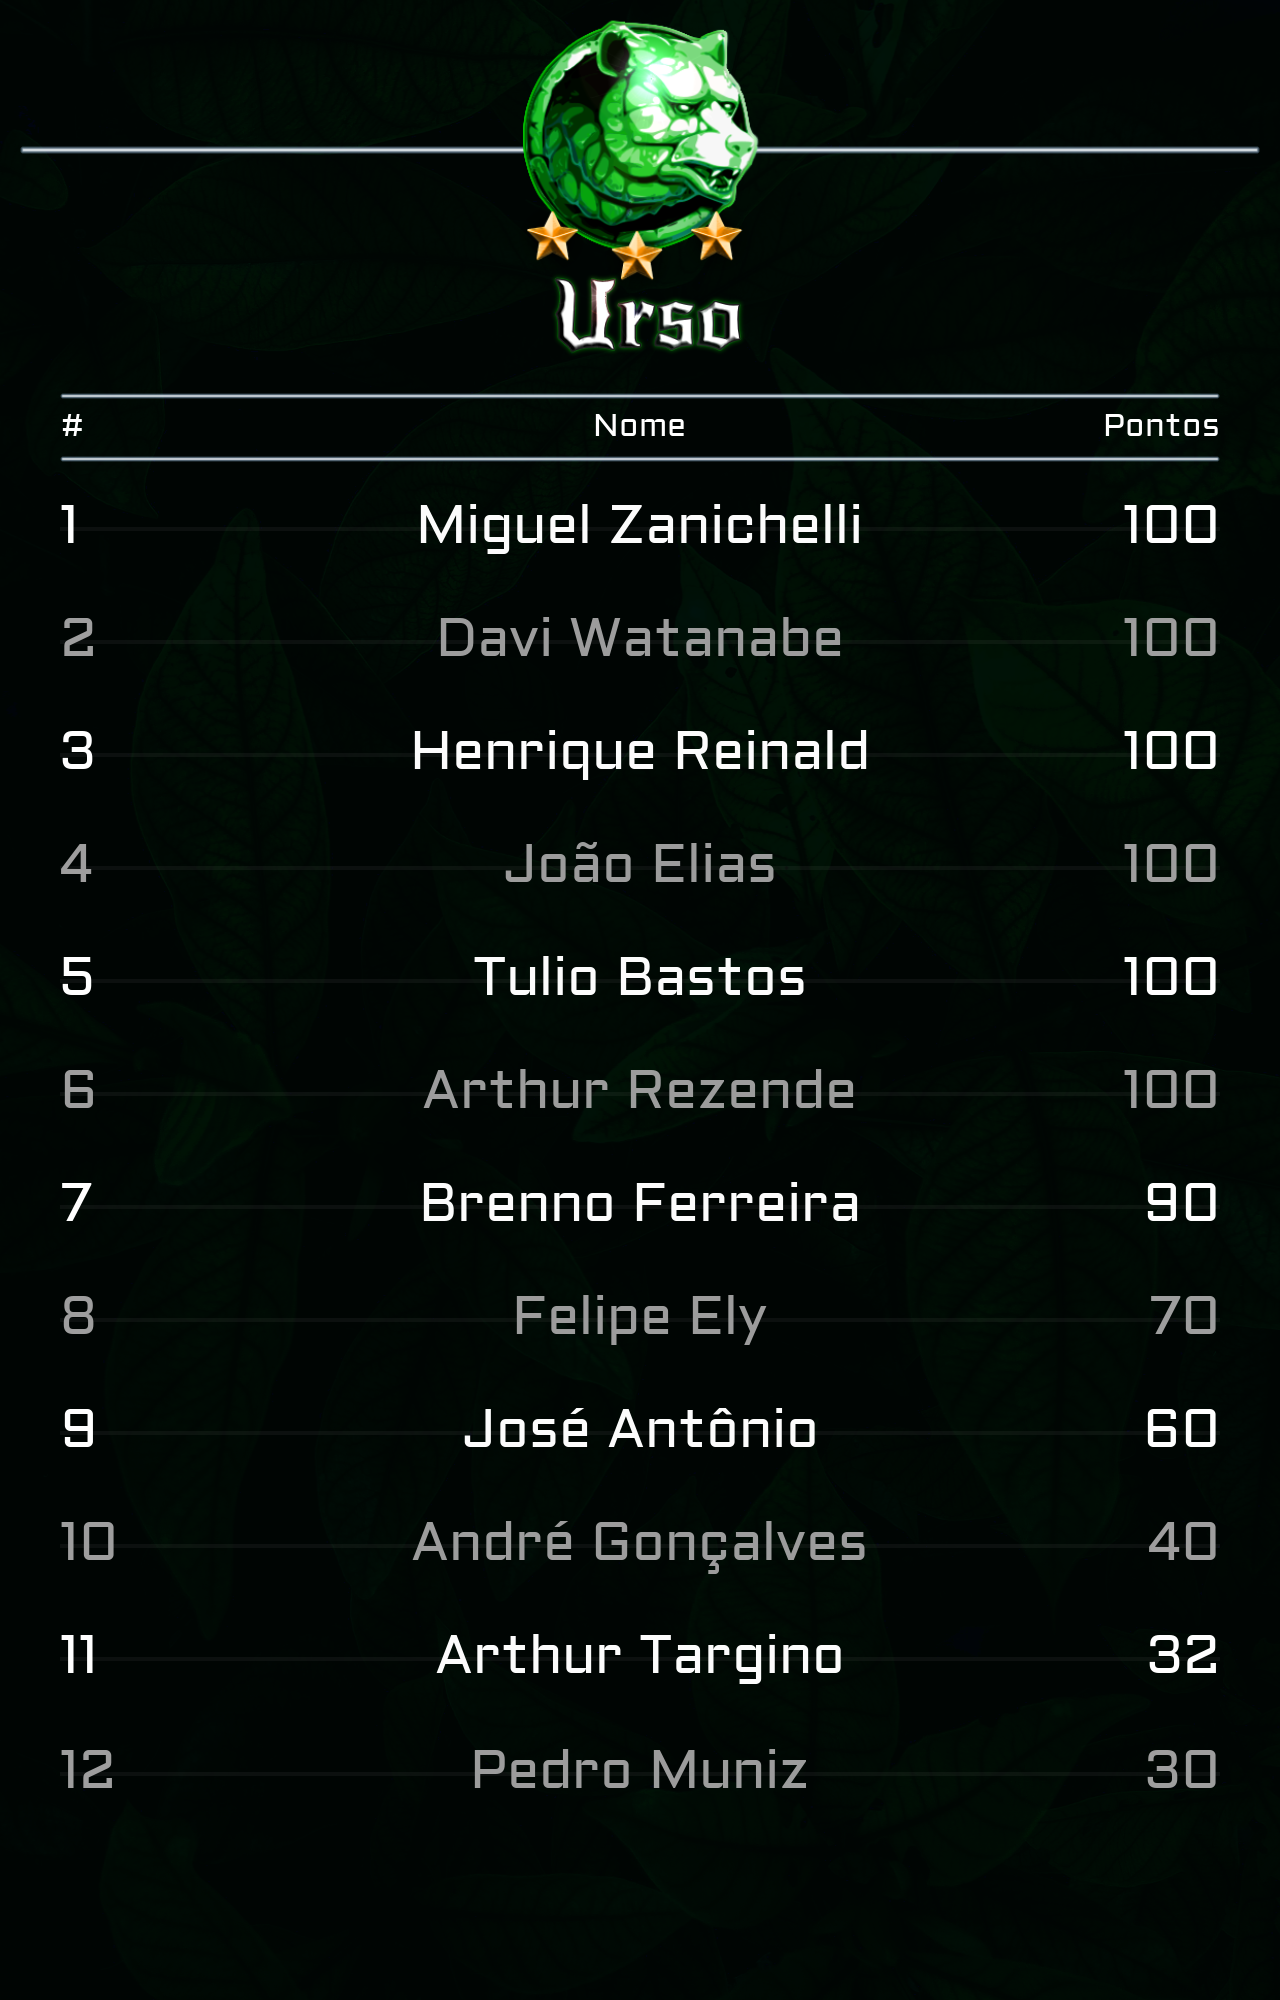 Urso
# Nome Pontos
1 Miguel Zanichelli 100
2 Davi Watanabe 100
3 Henrique Reinald 100
4 João Elias 100
5 Tulio Bastos 100
6 Arthur Rezende 100
7 Brenno Ferreira 90
8 Felipe Ely 70
9 José Antônio 60
10 André Gonçalves 40
11 Arthur Targino 32
12 Pedro Muniz 30